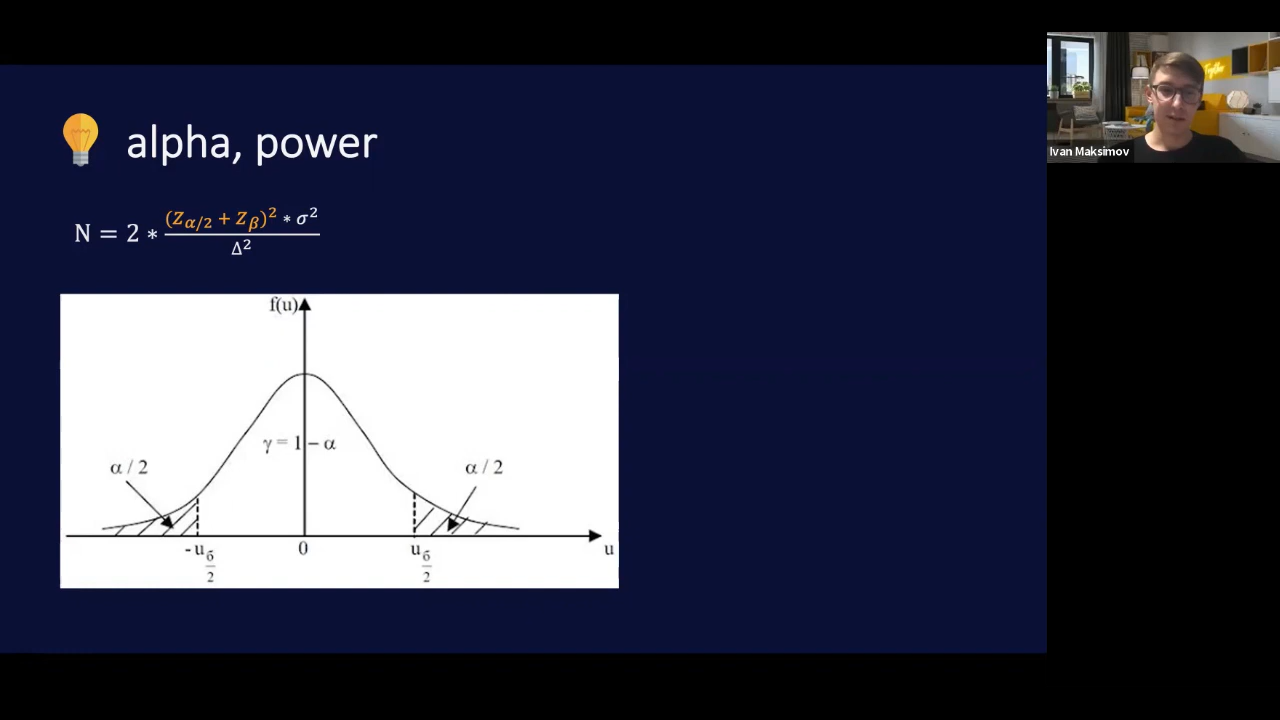 alpha, power
N = 2 * (Z_{α/2} + Z_β)^2 * σ^2 / Δ^2
f(u)
γ = 1 – α
α / 2
α / 2
- u_{б/2}
0
u_{б/2}
u
Together
Ivan Maksimov